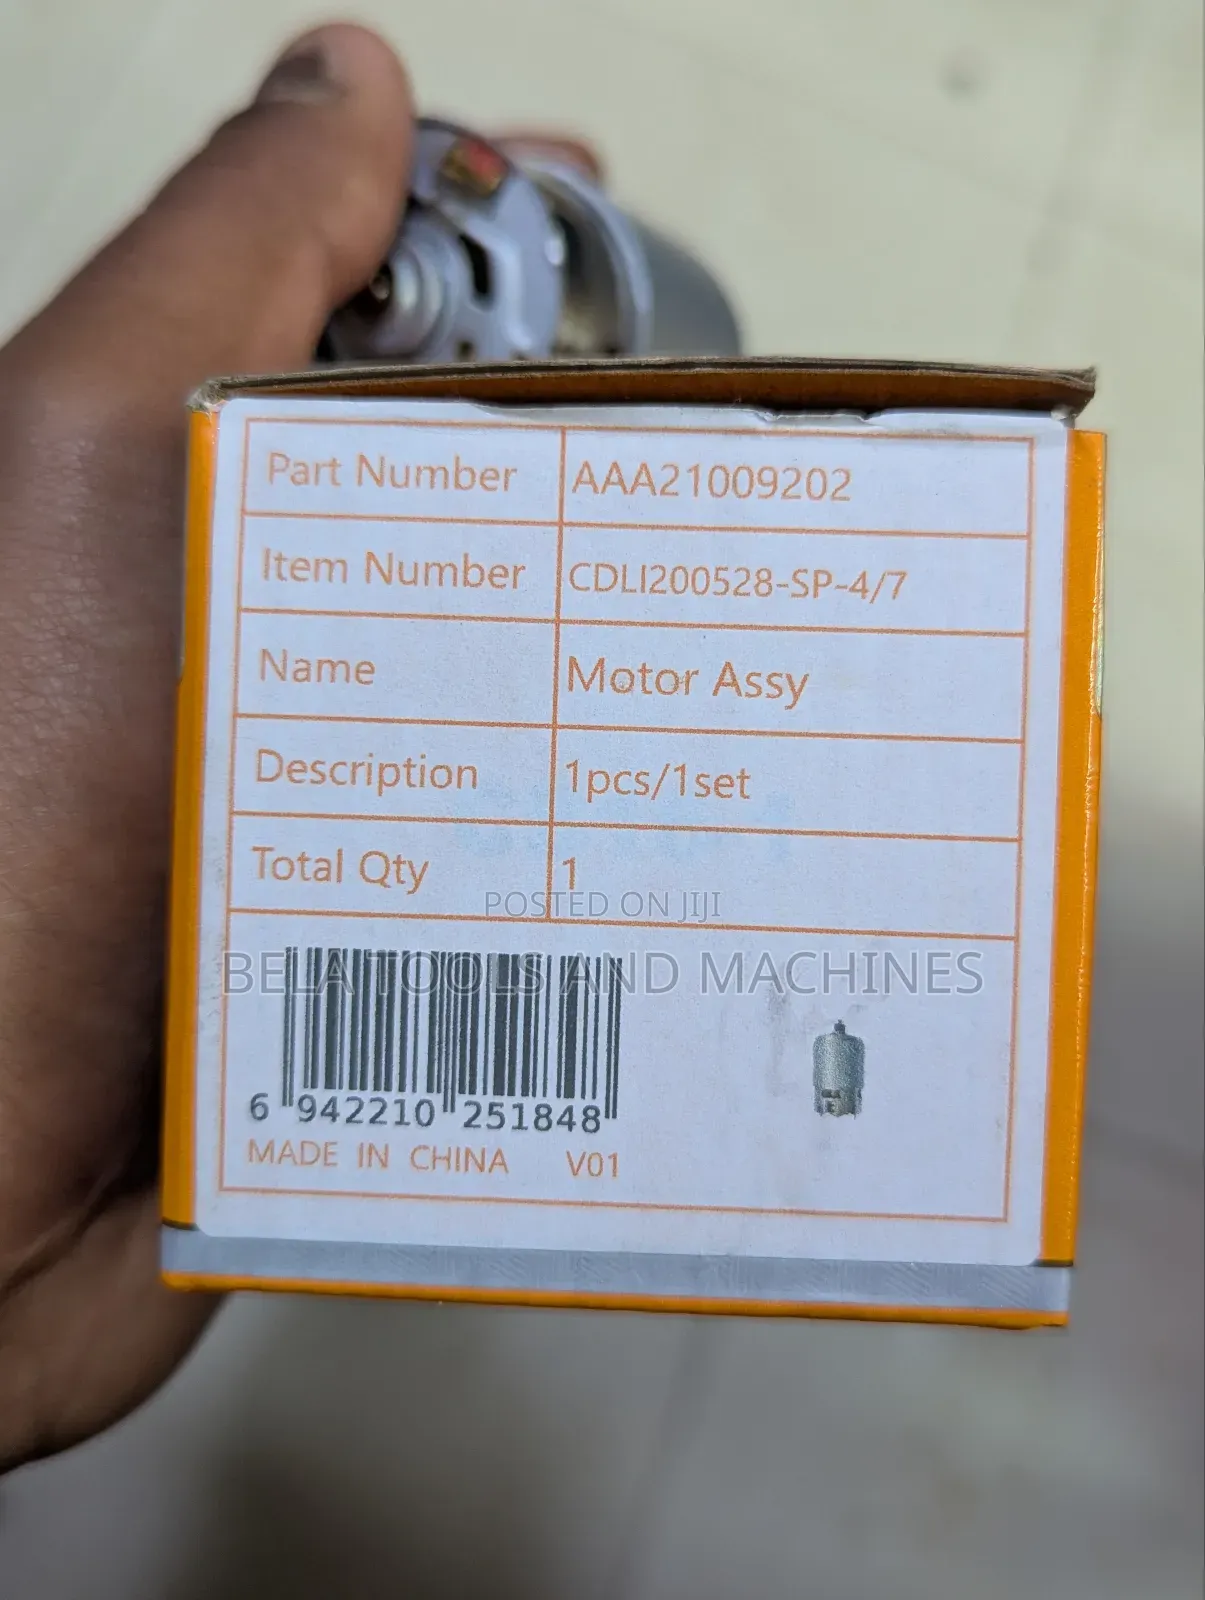 Part Number AAA21009202
Item Number CDLI200528-SP-4/7
Name Motor Assy
Description 1pcs/1set
Total Qty 1
POSTED ON JIJI
BELA TOOLS AND MACHINES
6 942210 251848
MADE IN CHINA V01